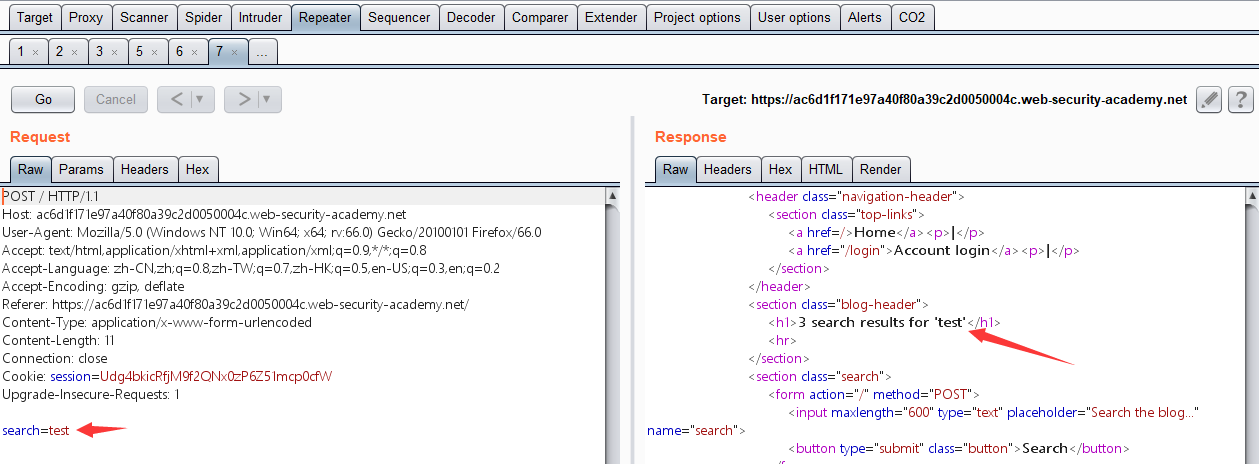 Target Proxy Scanner Spider Intruder Repeater Sequencer Decoder Comparer Extender Project options User options Alerts CO2
1 × 2 × 3 × 5 × 6 × 7 × ...
Go Cancel < > Target: https://ac6d1f171e97a40f80a39c2d0050004c.web-security-academy.net ?
Request
Raw Params Headers Hex
POST / HTTP/1.1
Host: ac6d1f171e97a40f80a39c2d0050004c.web-security-academy.net
User-Agent: Mozilla/5.0 (Windows NT 10.0; Win64; x64; rv:66.0) Gecko/20100101 Firefox/66.0
Accept: text/html,application/xhtml+xml,application/xml;q=0.9,*/*;q=0.8
Accept-Language: zh-CN,zh;q=0.8,zh-TW;q=0.7,zh-HK;q=0.5,en-US;q=0.3,en;q=0.2
Accept-Encoding: gzip, deflate
Referer: https://ac6d1f171e97a40f80a39c2d0050004c.web-security-academy.net/
Content-Type: application/x-www-form-urlencoded
Content-Length: 11
Connection: close
Cookie: session=Udg4bkicRfjM9f2QNx0zP6Z51mcp0cfW
Upgrade-Insecure-Requests: 1
search=test
Response
Raw Headers Hex HTML Render
<header class="navigation-header">
<section class="top-links">
<a href=/>Home</a><p>|</p>
<a href="/login">Account login</a><p>|</p>
</section>
</header>
<section class="blog-header">
<h1>3 search results for 'test'</h1>
<hr>
</section>
<section class="search">
<form action="/" method="POST">
<input maxlength="600" type="text" placeholder="Search the blog..."
name="search">
<button type="submit" class="button">Search</button>